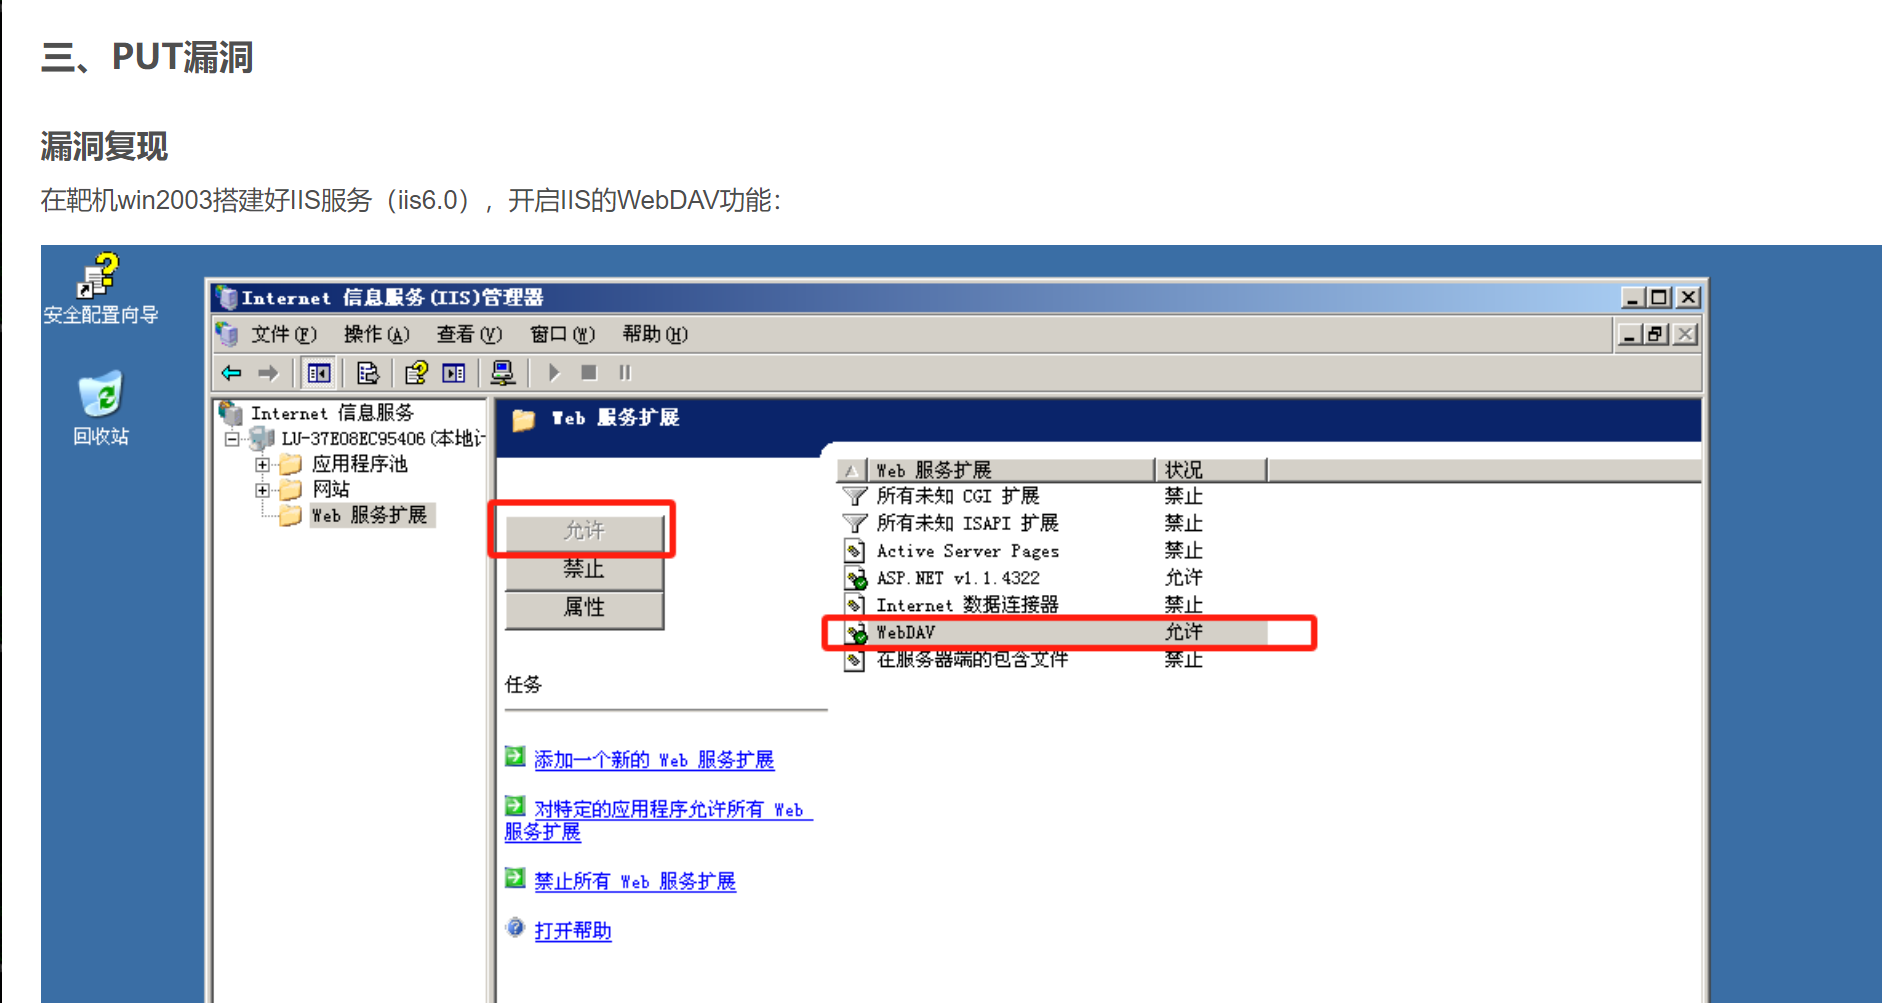 三、PUT漏洞
漏洞复现
在靶机win2003搭建好IIS服务（iis6.0），开启IIS的WebDAV功能：
安全配置向导
回收站
Internet 信息服务(IIS)管理器
文件(F) 操作(A) 查看(V) 窗口(W) 帮助(H)
Internet 信息服务
LU-37E08EC95406(本地计
应用程序池
网站
Web 服务扩展
Web 服务扩展
允许
禁止
属性
任务
添加一个新的 Web 服务扩展
对特定的应用程序允许所有 Web
服务扩展
禁止所有 Web 服务扩展
打开帮助
Web 服务扩展 状况
所有未知 CGI 扩展 禁止
所有未知 ISAPI 扩展 禁止
Active Server Pages 禁止
ASP.NET v1.1.4322 允许
Internet 数据连接器 禁止
WebDAV 允许
在服务器端的包含文件 禁止